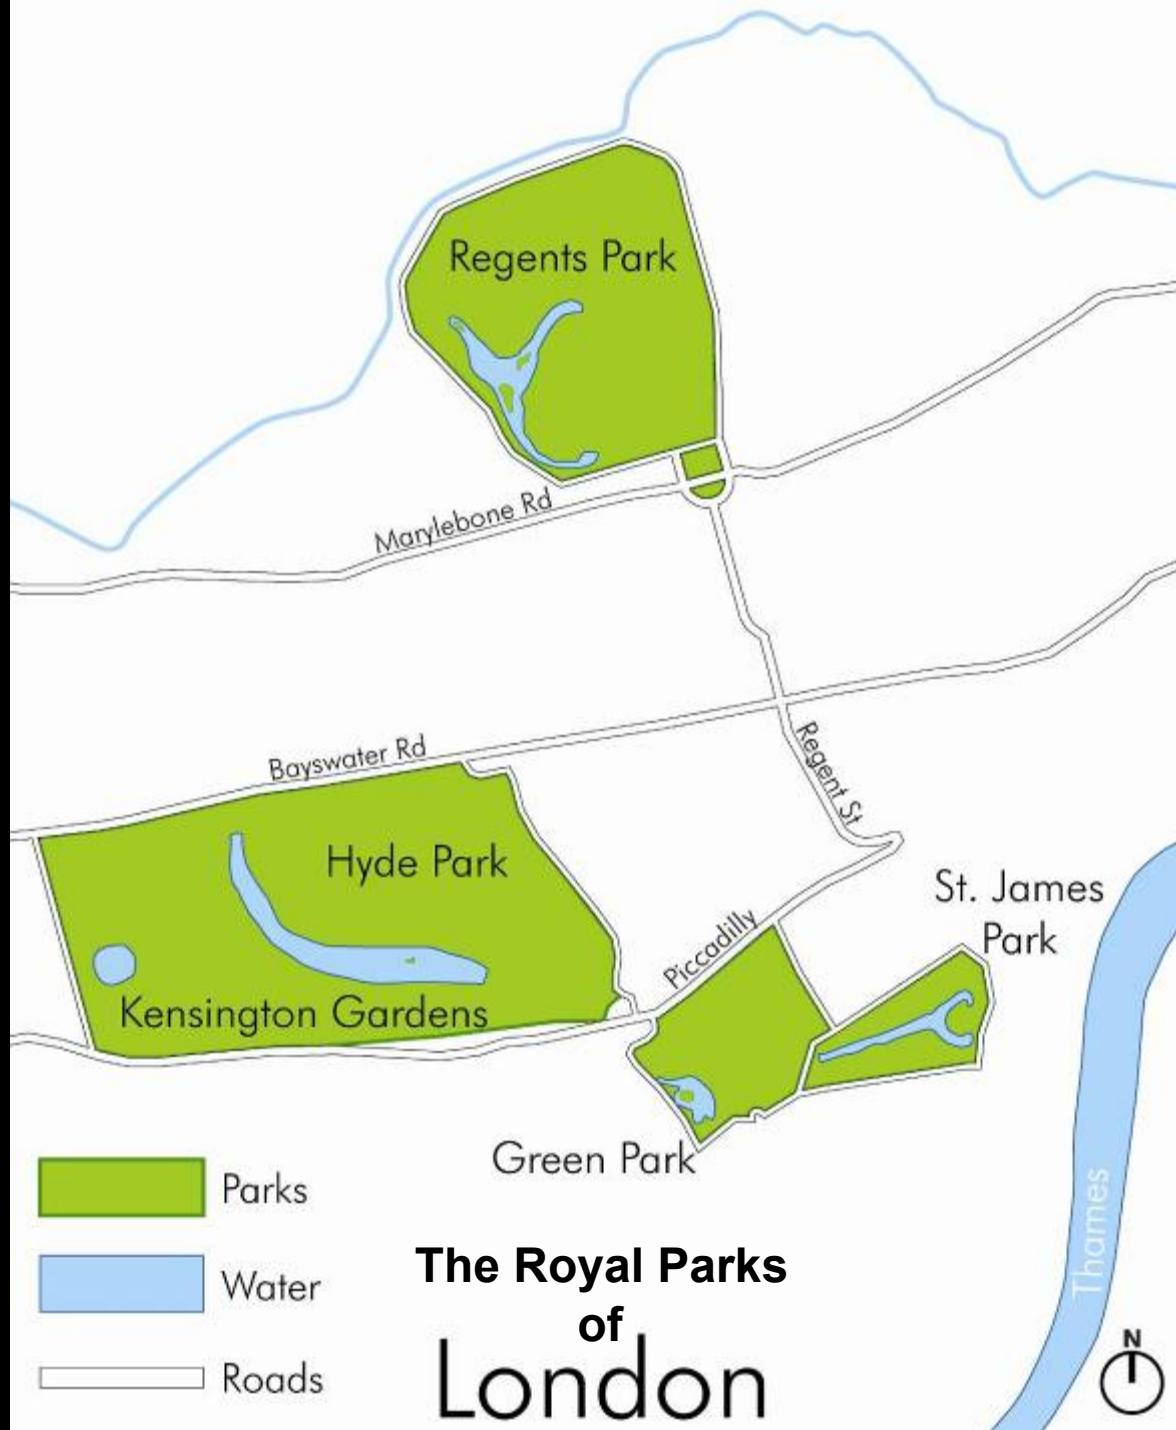 Regents Park
Marylebone Rd
Bayswater Rd
Regent St
Hyde Park
St. James
Park
Piccadilly
Kensington Gardens
Green Park
Parks
Water
Roads
The Royal Parks
of
London
Thames
N